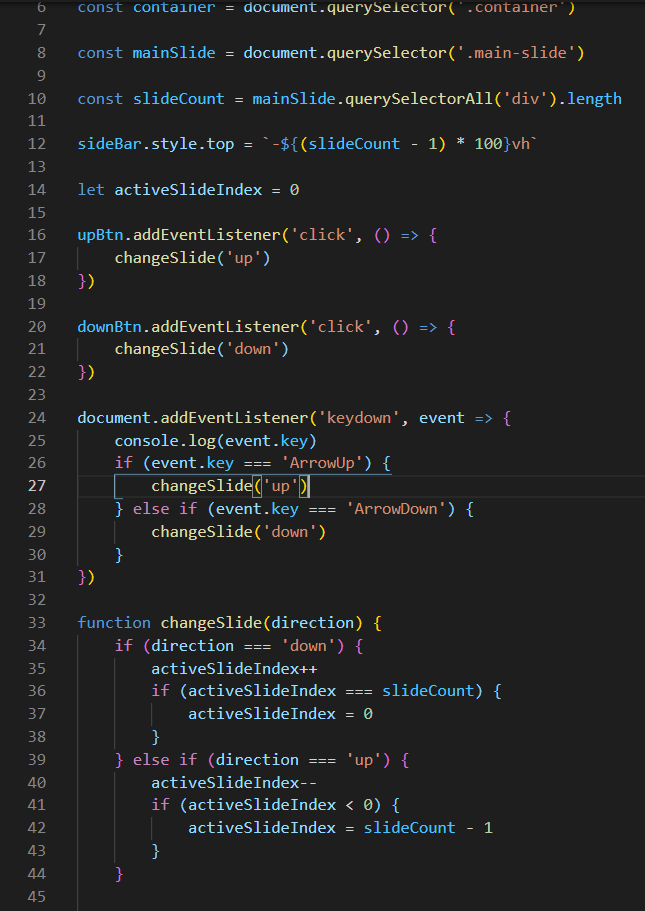 6 const container = document.querySelector('.container')
7
8 const mainSlide = document.querySelector('.main-slide')
9
10 const slideCount = mainSlide.querySelectorAll('div').length
11
12 sideBar.style.top = `-${(slideCount - 1) * 100}vh`
13
14 let activeSlideIndex = 0
15
16 upBtn.addEventListener('click', () => {
17     changeSlide('up')
18 })
19
20 downBtn.addEventListener('click', () => {
21     changeSlide('down')
22 })
23
24 document.addEventListener('keydown', event => {
25     console.log(event.key)
26     if (event.key === 'ArrowUp') {
27         changeSlide('up')
28     } else if (event.key === 'ArrowDown') {
29         changeSlide('down')
30     }
31 })
32
33 function changeSlide(direction) {
34     if (direction === 'down') {
35         activeSlideIndex++
36         if (activeSlideIndex === slideCount) {
37             activeSlideIndex = 0
38         }
39     } else if (direction === 'up') {
40         activeSlideIndex--
41         if (activeSlideIndex < 0) {
42             activeSlideIndex = slideCount - 1
43         }
44     }
45